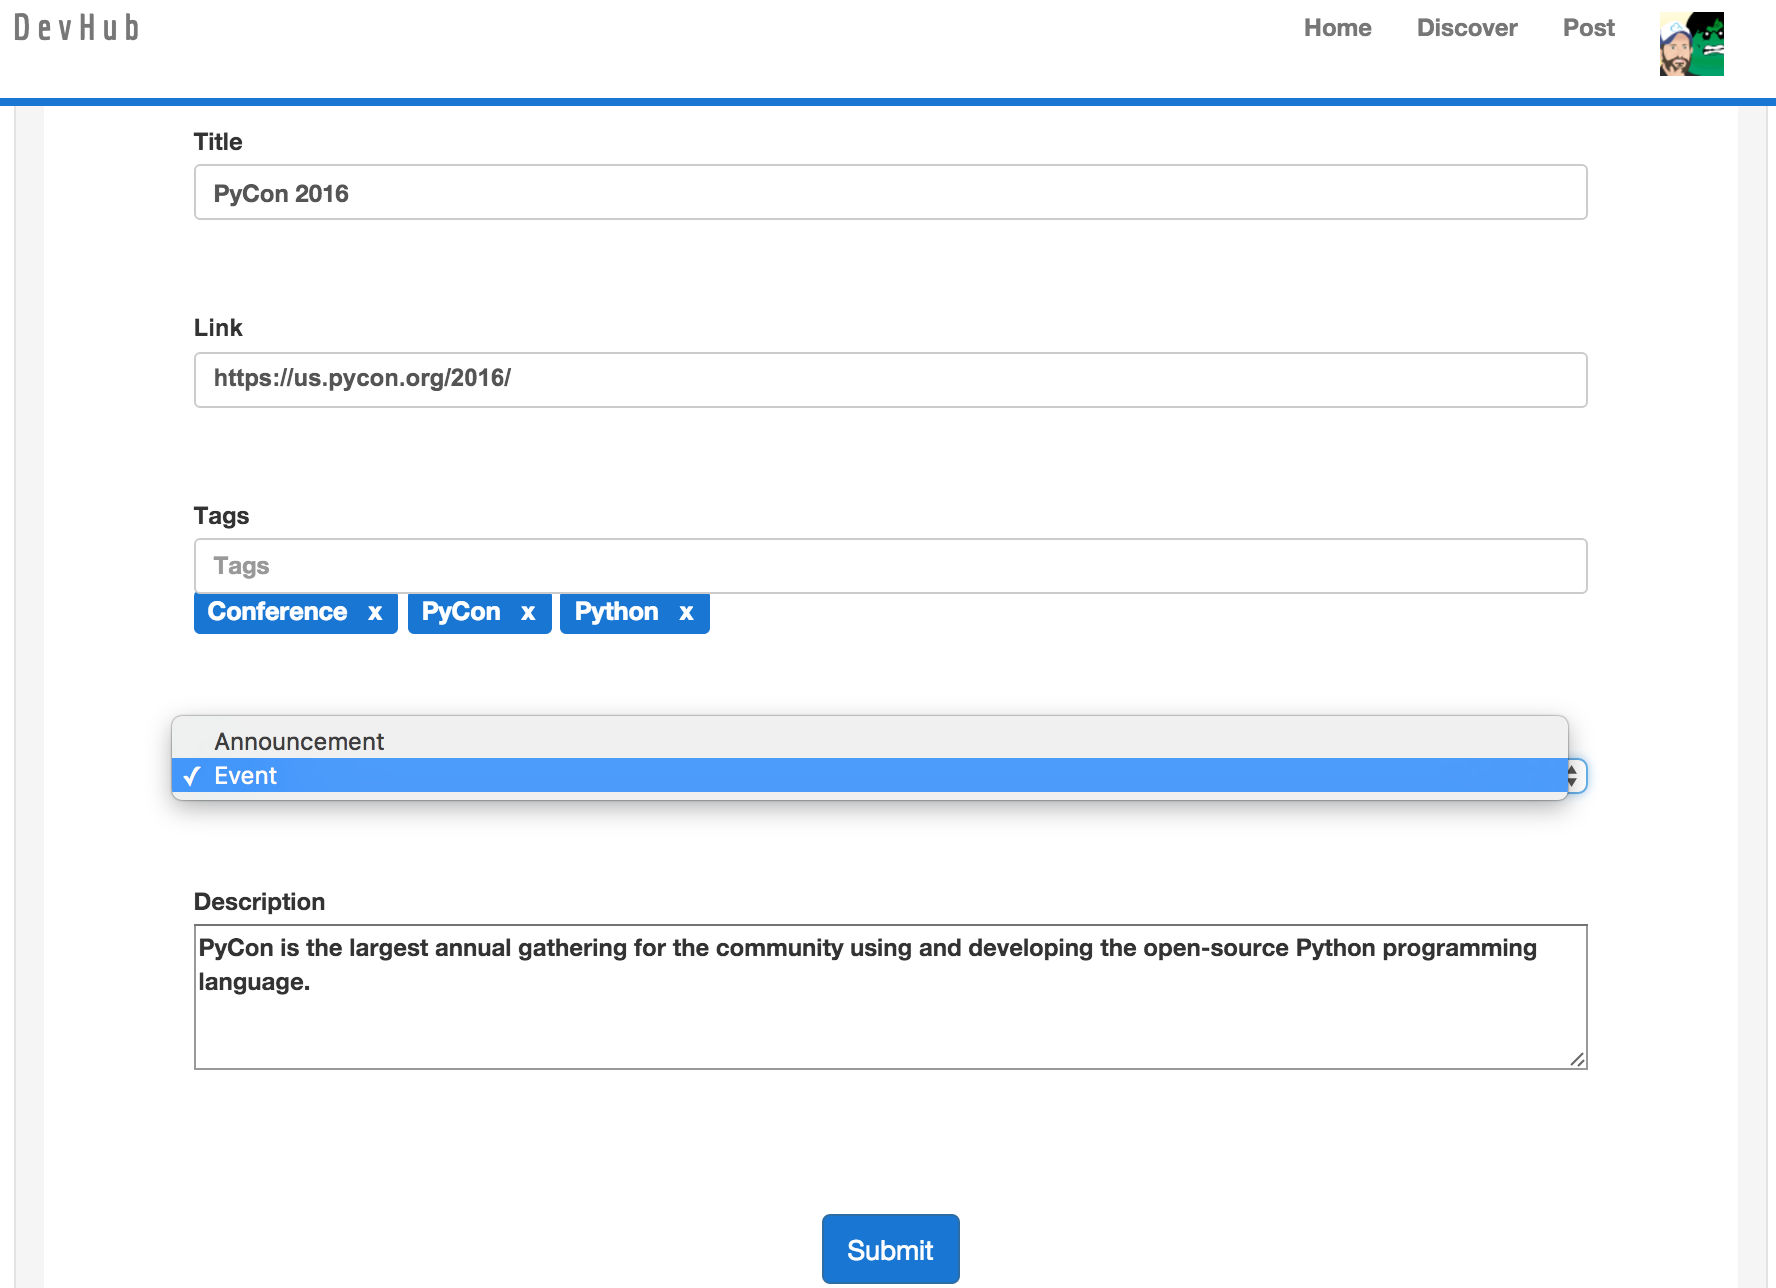 DevHub
Home Discover Post
Title
PyCon 2016
Link
https://us.pycon.org/2016/
Tags
Tags
Conference x PyCon x Python x
Announcement
✓ Event
Description
PyCon is the largest annual gathering for the community using and developing the open-source Python programming
language.
Submit